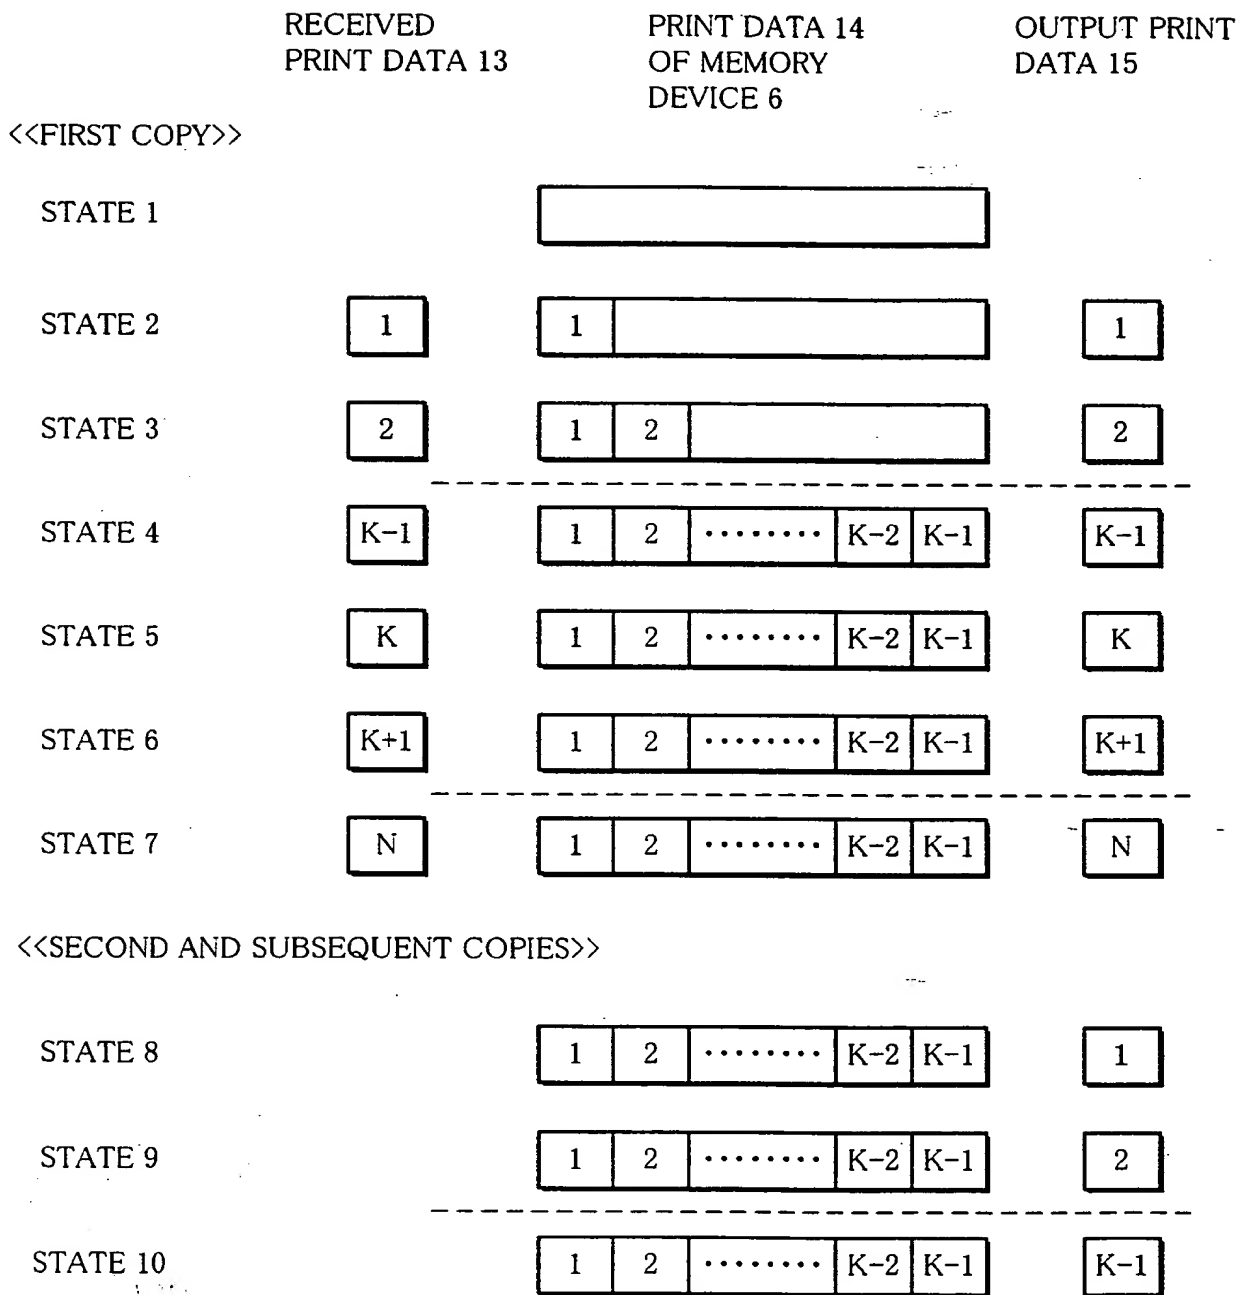 RECEIVED PRINT DATA 13
PRINT DATA 14 OF MEMORY DEVICE 6
OUTPUT PRINT DATA 15
<<FIRST COPY>>
STATE 1
STATE 2 1 1 1
STATE 3 2 1 2 2
STATE 4 K-1 1 2 ········ K-2 K-1 K-1
STATE 5 K 1 2 ········ K-2 K-1 K
STATE 6 K+1 1 2 ········ K-2 K-1 K+1
STATE 7 N 1 2 ········ K-2 K-1 N
<<SECOND AND SUBSEQUENT COPIES>>
STATE 8 1 2 ········ K-2 K-1 1
STATE 9 1 2 ········ K-2 K-1 2
STATE 10 1 2 ········ K-2 K-1 K-1